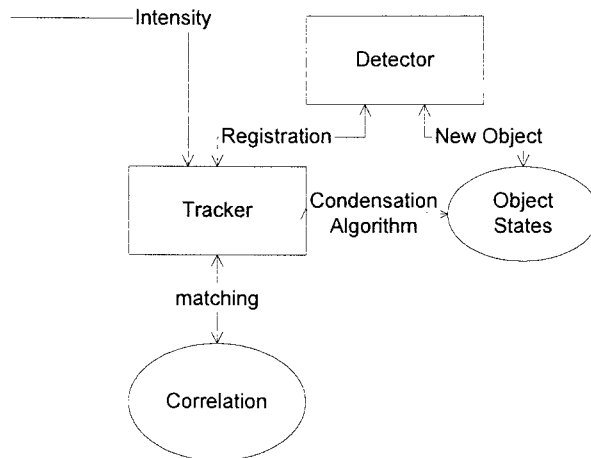 Intensity
Detector
Registration
New Object
Tracker
Condensation
Algorithm
Object
States
matching
Correlation